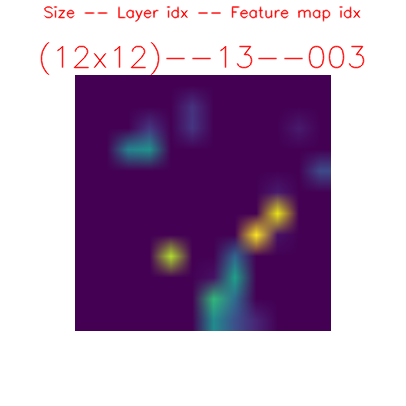 Size -- Layer idx -- Feature map idx
(12x12)--13--003